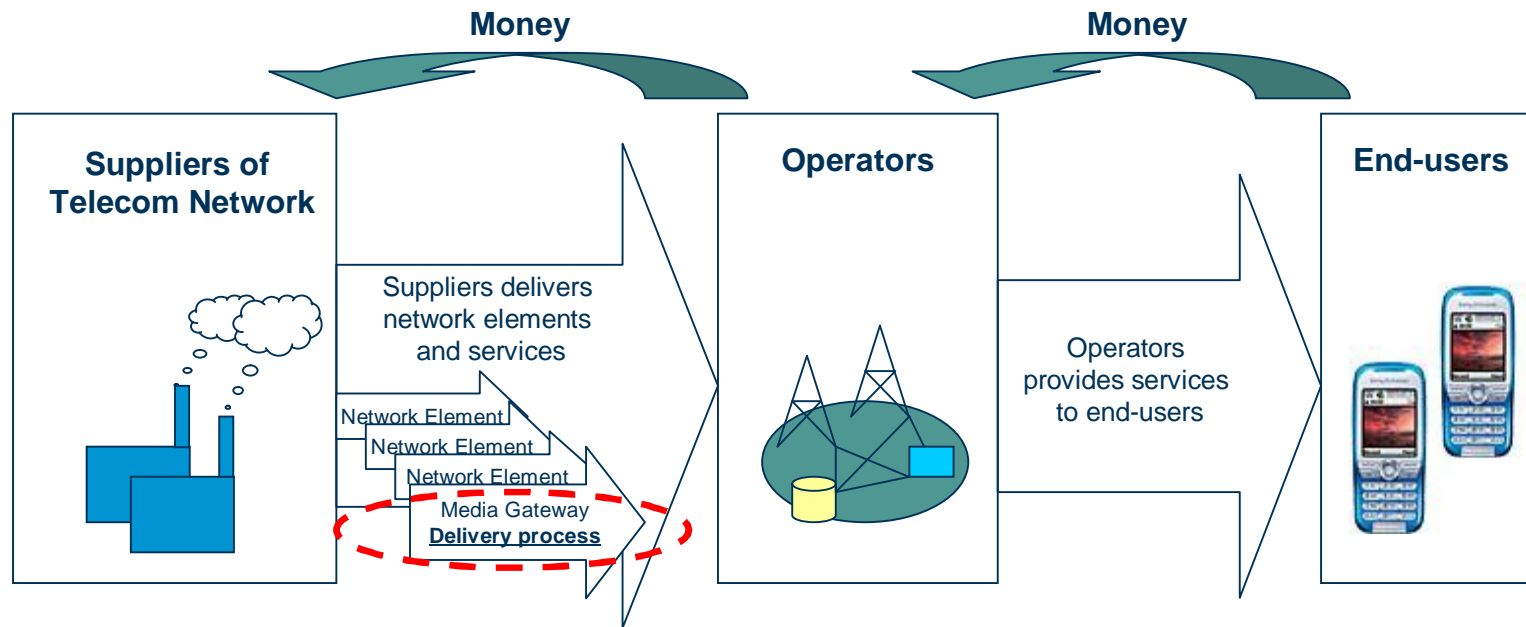 Money
Money
Suppliers of
Telecom Network
Operators
End-users
Suppliers delivers
network elements
and services
Operators
provides services
to end-users
Network Element
Network Element
Network Element
Media Gateway
Delivery process